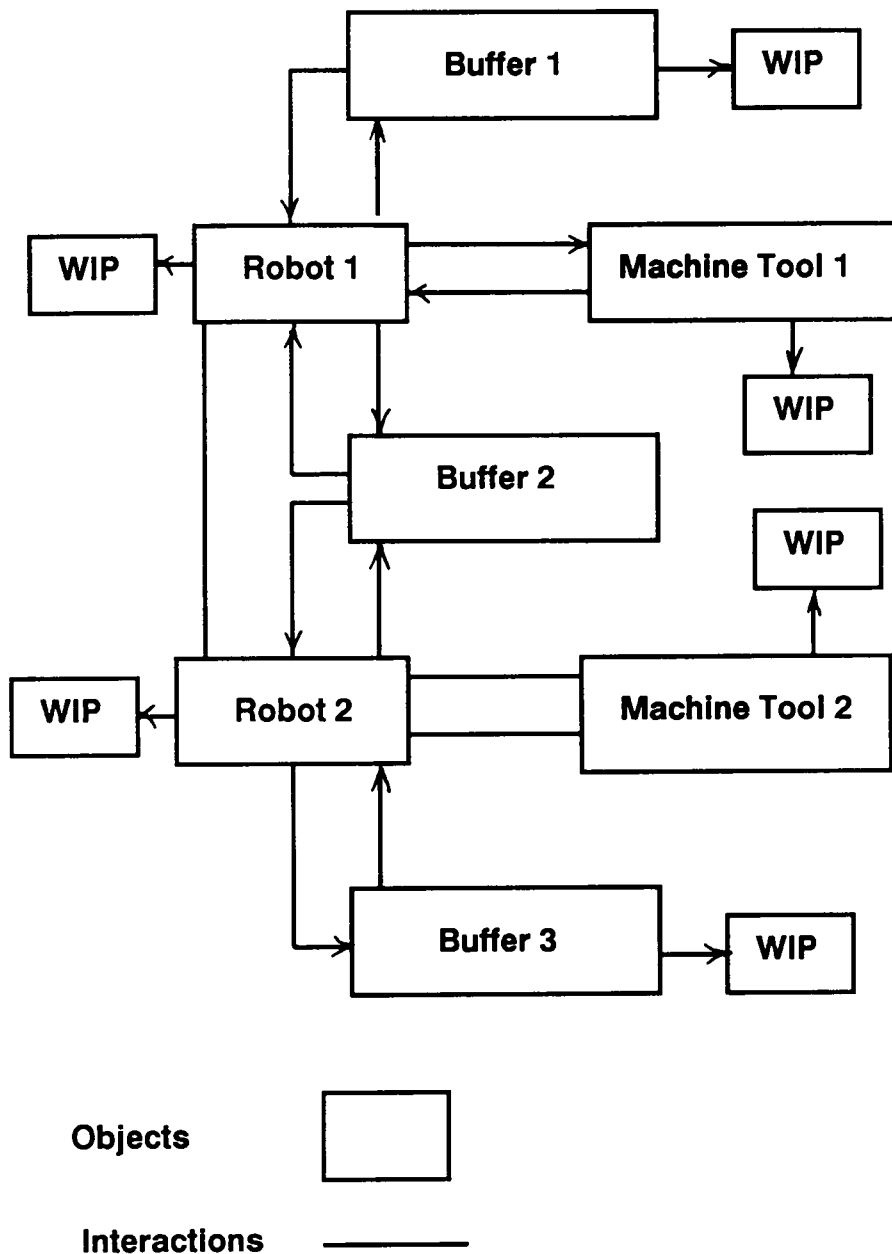 Buffer 1
WIP
WIP
Robot 1
Machine Tool 1
WIP
Buffer 2
WIP
WIP
Robot 2
Machine Tool 2
Buffer 3
WIP
Objects
Interactions